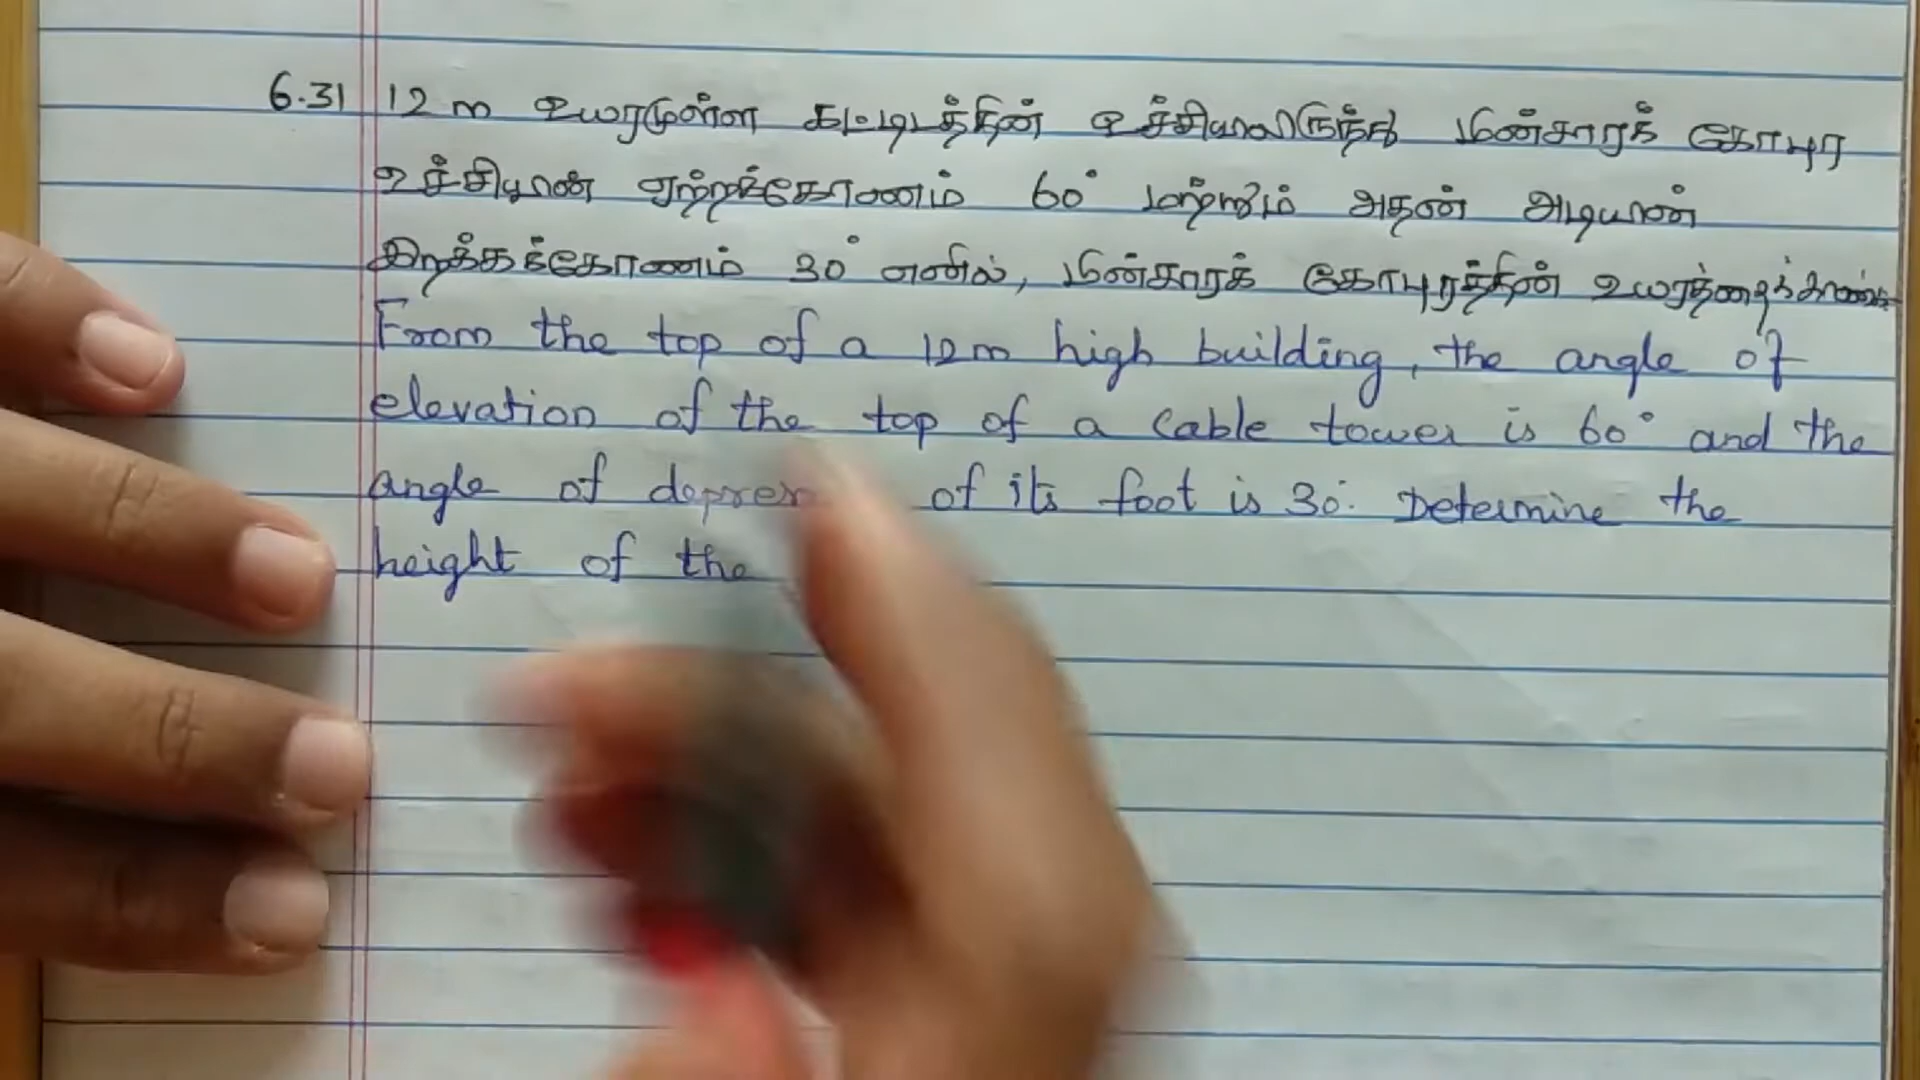 6.31 12 m உயரமுள்ள கட்டிடத்தின் உச்சியிலிருந்து மின்சாரக் கோபுர
உச்சியின் ஏற்றக்கோணம் 60° மற்றும் அதன் அடியின்
இறக்கக்கோணம் 30° எனில், மின்சாரக் கோபுரத்தின் உயரத்தைக் காண்க
From the top of a 12m high building, the angle of
elevation of the top of a cable tower is 60° and the
angle of of its foot is 30°. Determine the
height of the